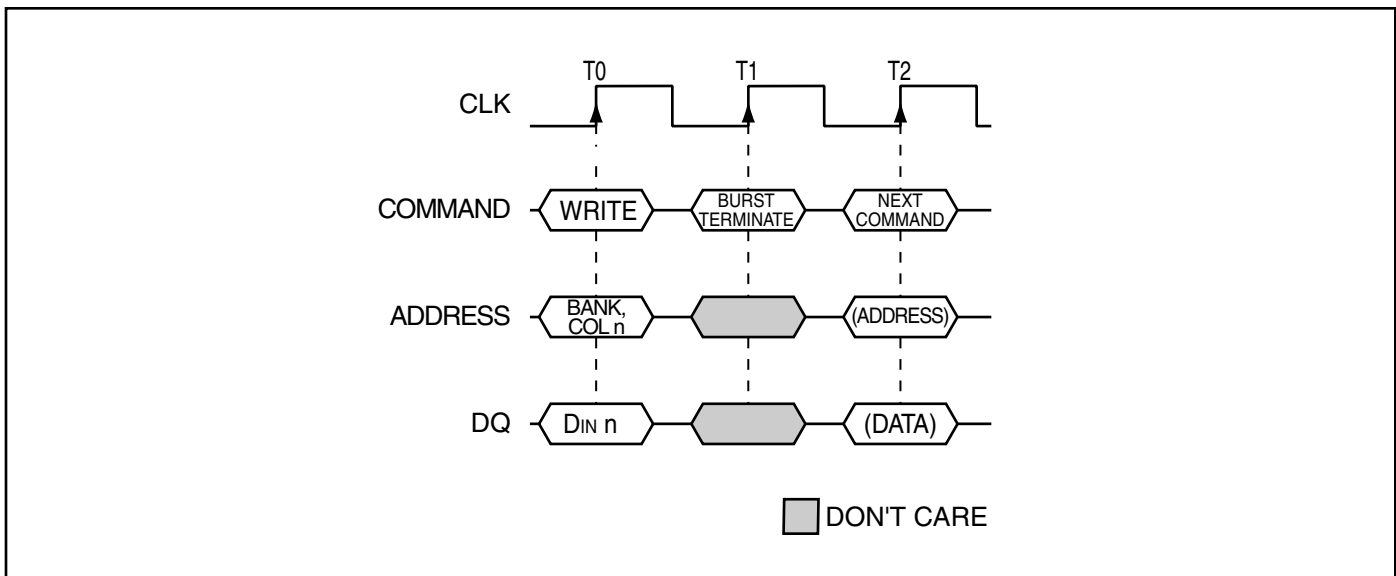 T0 T1 T2
CLK
COMMAND WRITE BURST TERMINATE NEXT COMMAND
ADDRESS BANK, COL n (ADDRESS)
DQ DIN n (DATA)
DON'T CARE